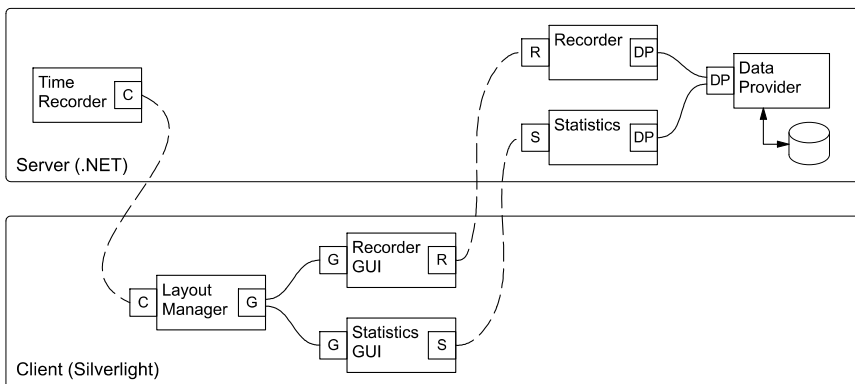 Time
Recorder
C
Server (.NET)
R
Recorder
DP
S
Statistics
DP
DP
Data
Provider
C
Layout
Manager
G
G
Recorder
GUI
R
G
Statistics
GUI
S
Client (Silverlight)